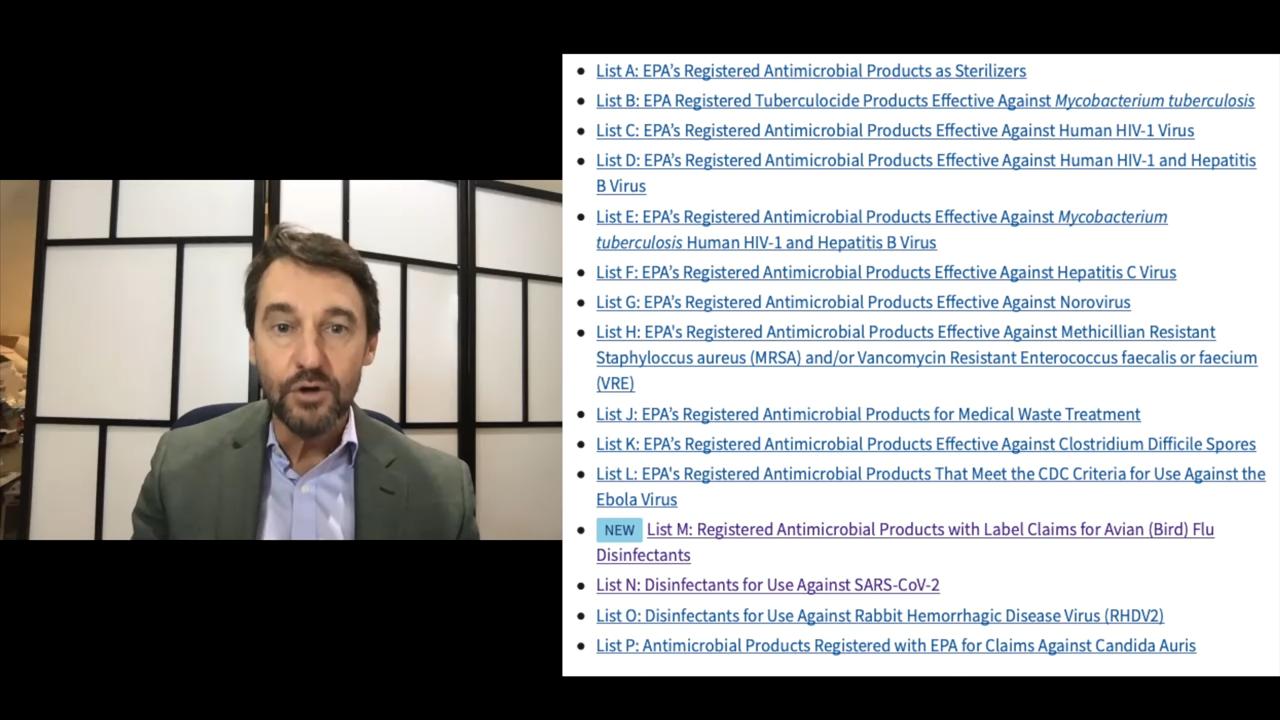 List A: EPA’s Registered Antimicrobial Products as Sterilizers
List B: EPA Registered Tuberculocide Products Effective Against Mycobacterium tuberculosis
List C: EPA’s Registered Antimicrobial Products Effective Against Human HIV-1 Virus
List D: EPA’s Registered Antimicrobial Products Effective Against Human HIV-1 and Hepatitis
B Virus
List E: EPA’s Registered Antimicrobial Products Effective Against Mycobacterium
tuberculosis Human HIV-1 and Hepatitis B Virus
List F: EPA’s Registered Antimicrobial Products Effective Against Hepatitis C Virus
List G: EPA’s Registered Antimicrobial Products Effective Against Norovirus
List H: EPA's Registered Antimicrobial Products Effective Against Methicillian Resistant
Staphyloccus aureus (MRSA) and/or Vancomycin Resistant Enterococcus faecalis or faecium
(VRE)
List J: EPA’s Registered Antimicrobial Products for Medical Waste Treatment
List K: EPA’s Registered Antimicrobial Products Effective Against Clostridium Difficile Spores
List L: EPA's Registered Antimicrobial Products That Meet the CDC Criteria for Use Against the
Ebola Virus
NEW List M: Registered Antimicrobial Products with Label Claims for Avian (Bird) Flu
Disinfectants
List N: Disinfectants for Use Against SARS-CoV-2
List O: Disinfectants for Use Against Rabbit Hemorrhagic Disease Virus (RHDV2)
List P: Antimicrobial Products Registered with EPA for Claims Against Candida Auris